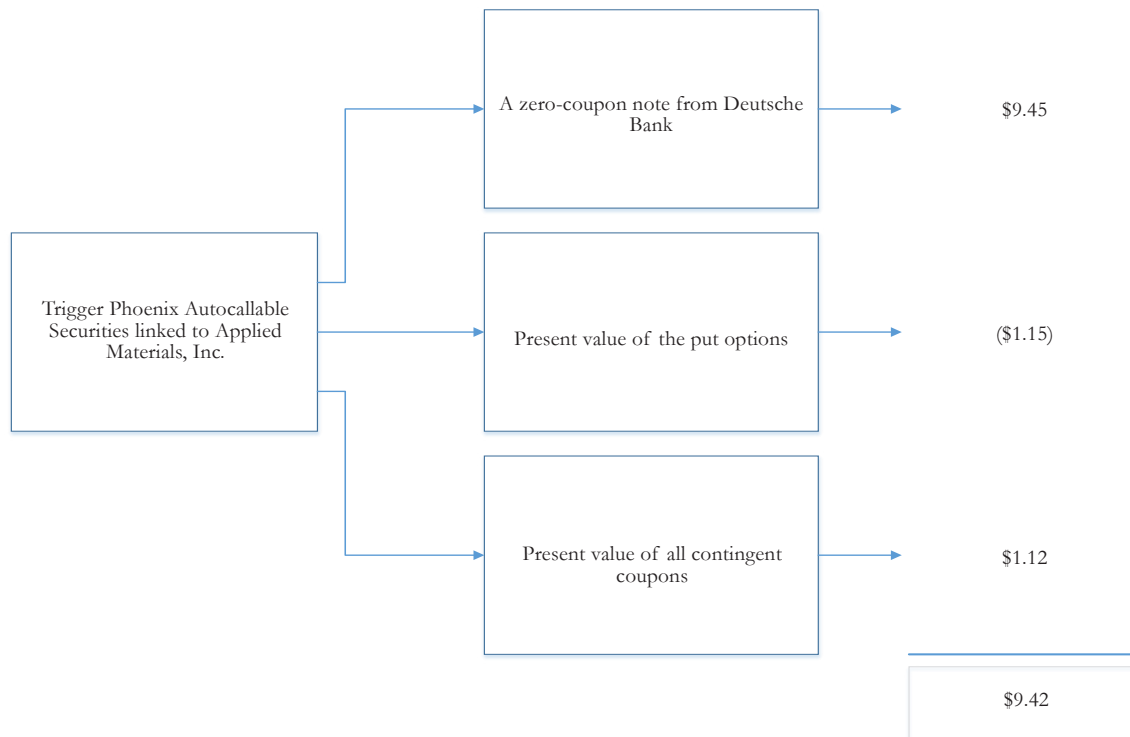 A zero-coupon note from Deutsche
Bank
$9.45
Trigger Phoenix Autocallable
Securities linked to Applied
Materials, Inc.
Present value of the put options
($1.15)
Present value of all contingent
coupons
$1.12
$9.42